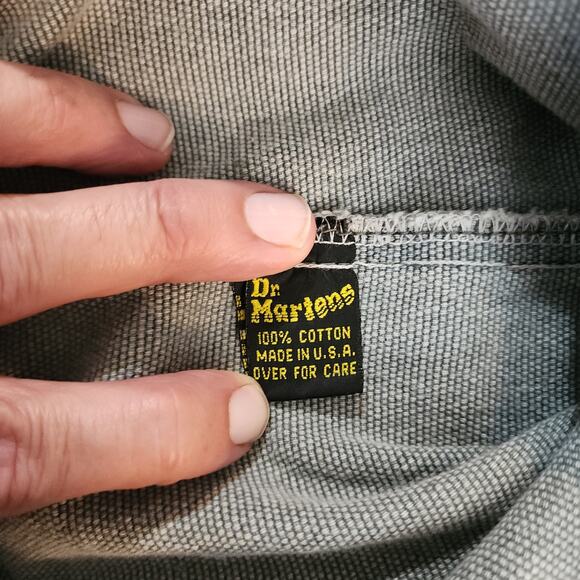 Dr.
Martens
100% COTTON
MADE IN U.S.A.
OVER FOR CARE